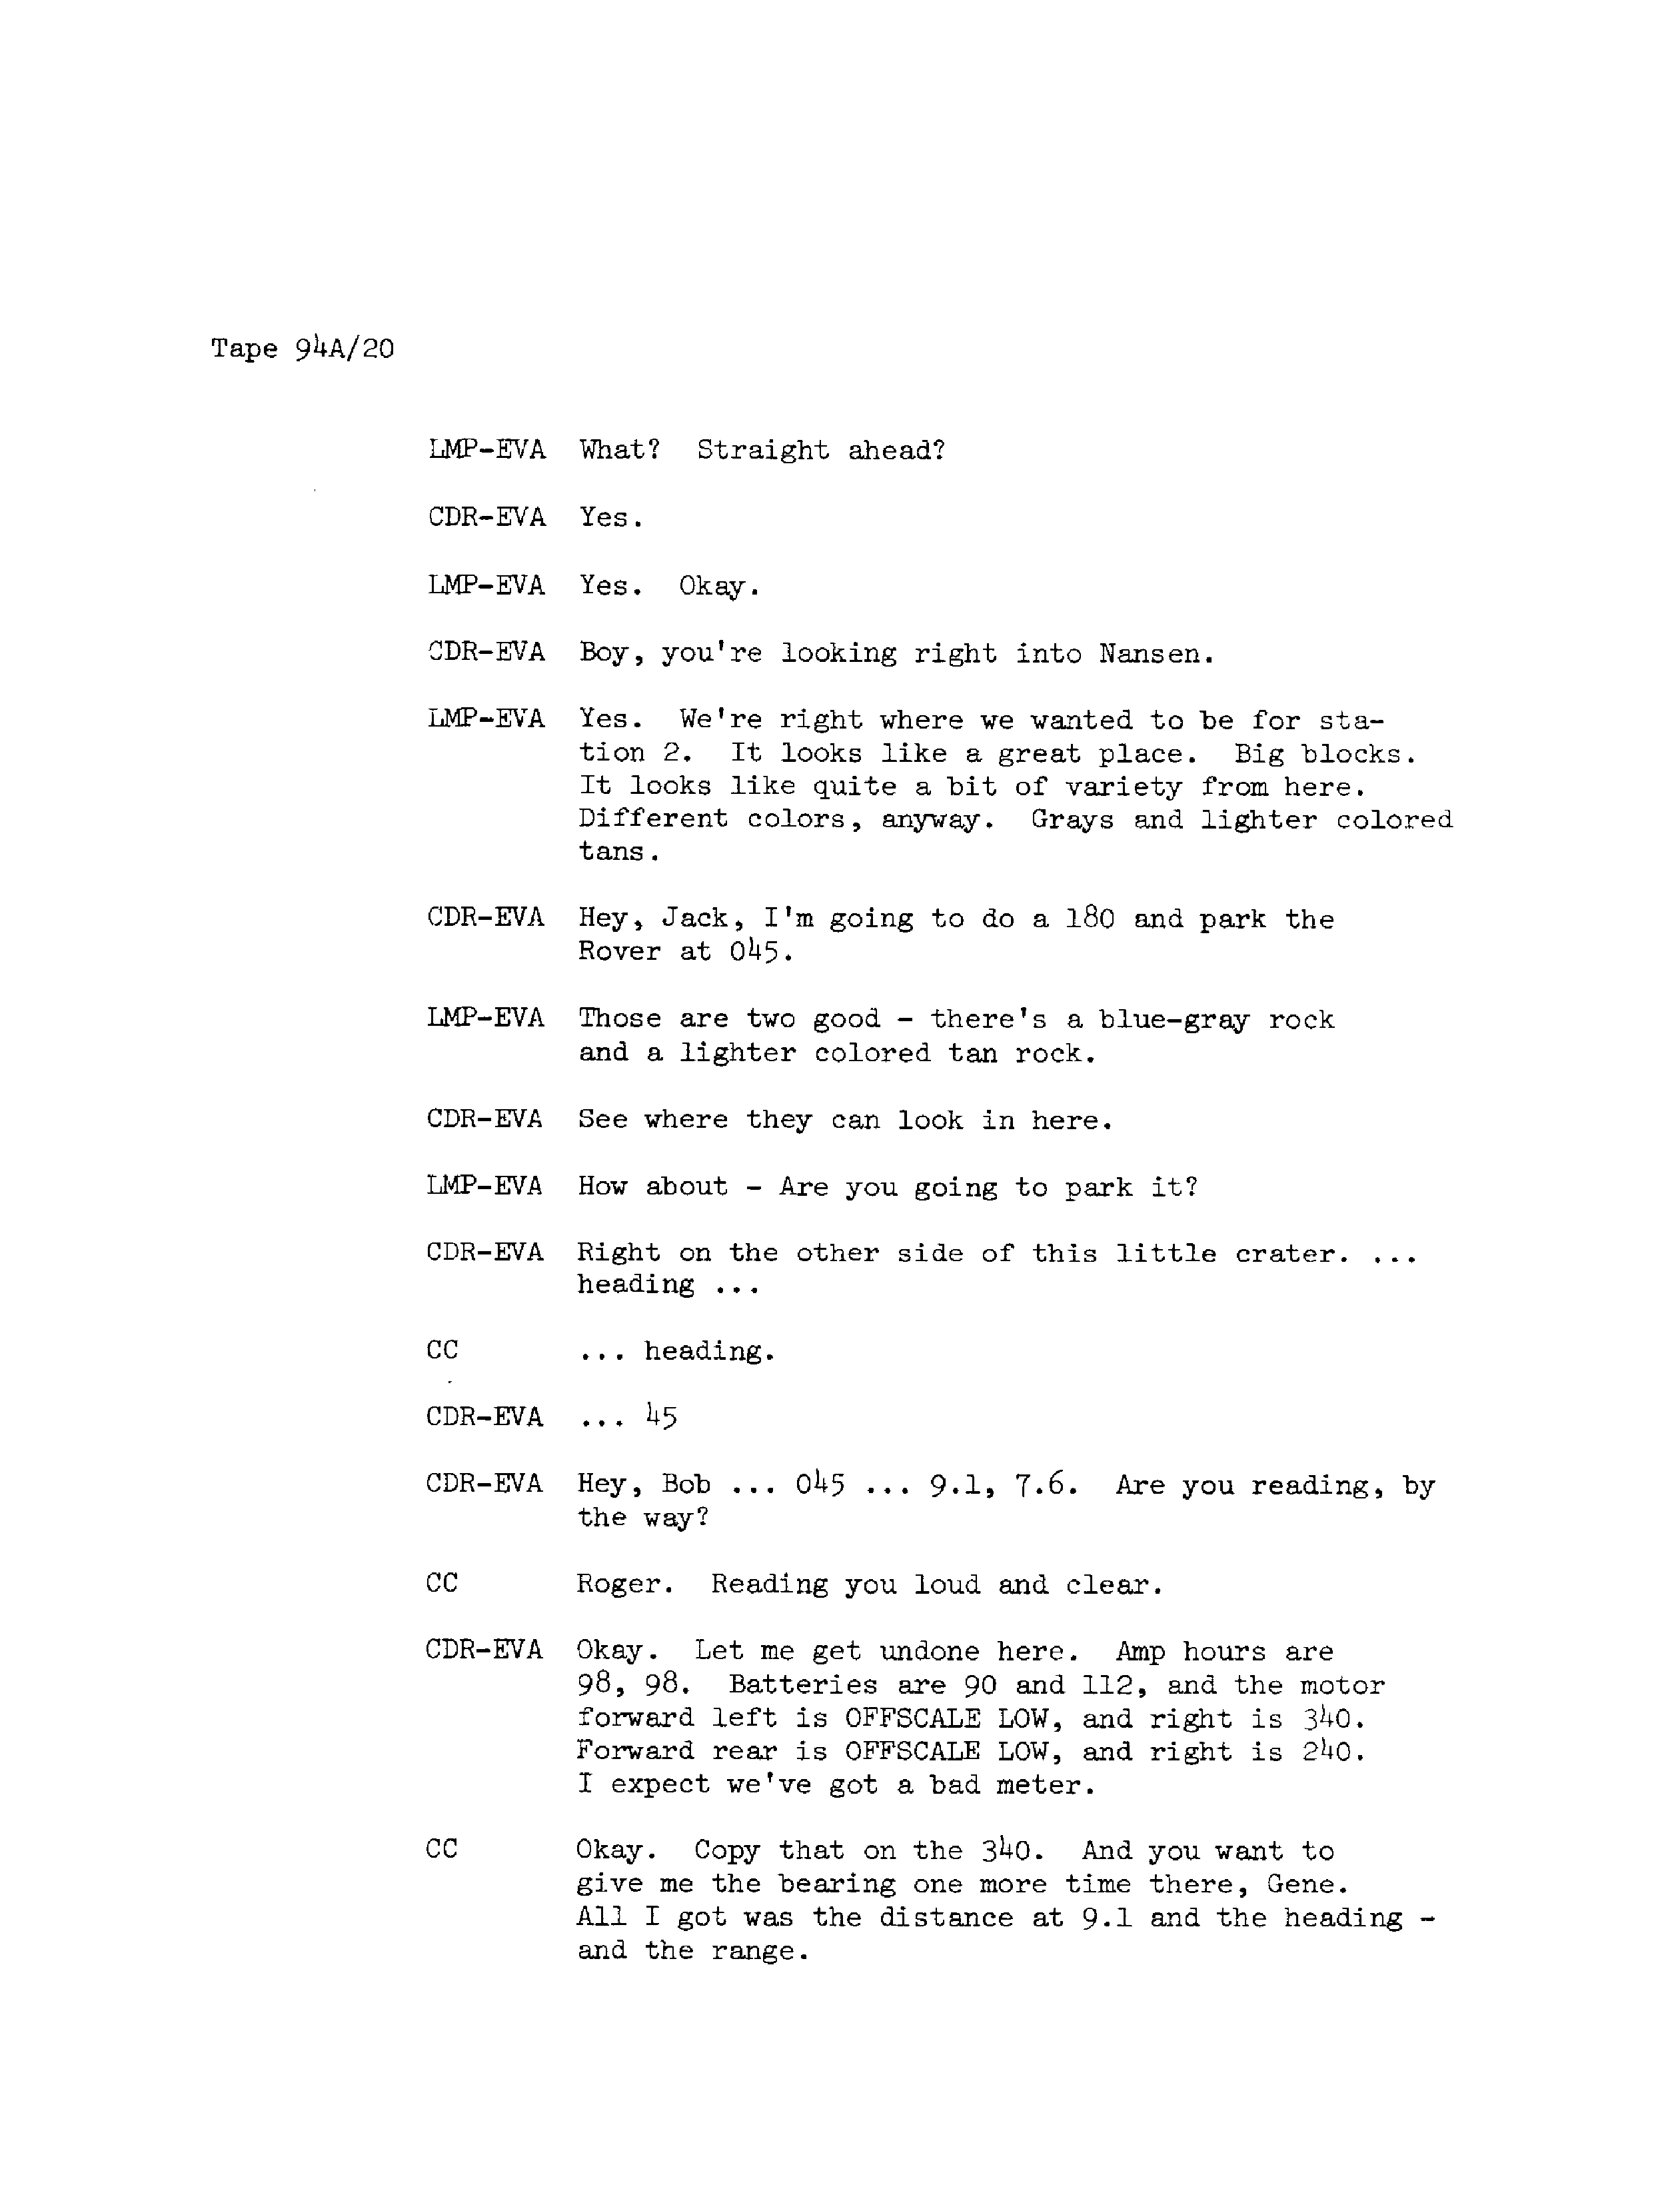 Tape 94A/20
LMP-EVA What? Straight ahead?
CDR-EVA Yes.
LMP-EVA Yes. Okay.
CDR-EVA Boy, you're looking right into Nansen.
LMP-EVA Yes. We're right where we wanted to be for sta-
tion 2. It looks like a great place. Big blocks.
It looks like quite a bit of variety from here.
Different colors, anyway. Grays and lighter colored
tans.
CDR-EVA Hey, Jack, I'm going to do a 180 and park the
Rover at 045.
LMP-EVA Those are two good - there's a blue-gray rock
and a lighter colored tan rock.
CDR-EVA See where they can look in here.
LMP-EVA How about - Are you going to park it?
CDR-EVA Right on the other side of this little crater. ...
heading ...
CC ... heading.
CDR-EVA ... 45
CDR-EVA Hey, Bob ... 045 ... 9.1, 7.6. Are you reading, by
the way?
CC Roger. Reading you loud and clear.
CDR-EVA Okay. Let me get undone here. Amp hours are
98, 98. Batteries are 90 and 112, and the motor
forward left is OFFSCALE LOW, and right is 340.
Forward rear is OFFSCALE LOW, and right is 240.
I expect we've got a bad meter.
CC Okay. Copy that on the 340. And you want to
give me the bearing one more time there, Gene.
All I got was the distance at 9.1 and the heading -
and the range.